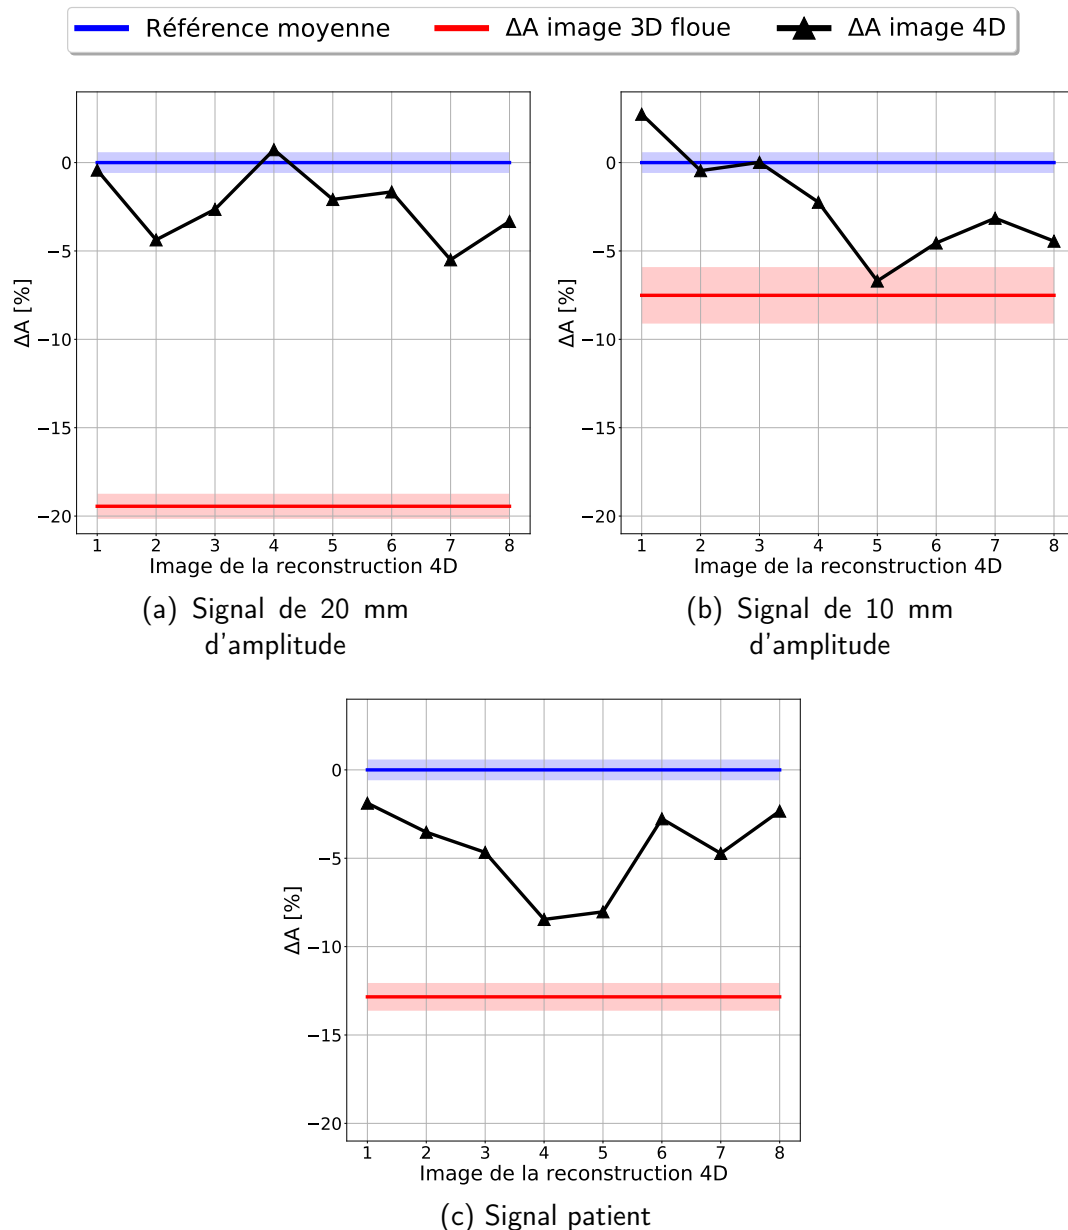 Référence moyenne ΔA image 3D floue ΔA image 4D
0
−5
−10
−15
−20
ΔA [%]
1 2 3 4 5 6 7 8
Image de la reconstruction 4D
(a) Signal de 20 mm
d'amplitude
0
−5
−10
−15
−20
ΔA [%]
1 2 3 4 5 6 7 8
Image de la reconstruction 4D
(b) Signal de 10 mm
d'amplitude
0
−5
−10
−15
−20
ΔA [%]
1 2 3 4 5 6 7 8
Image de la reconstruction 4D
(c) Signal patient